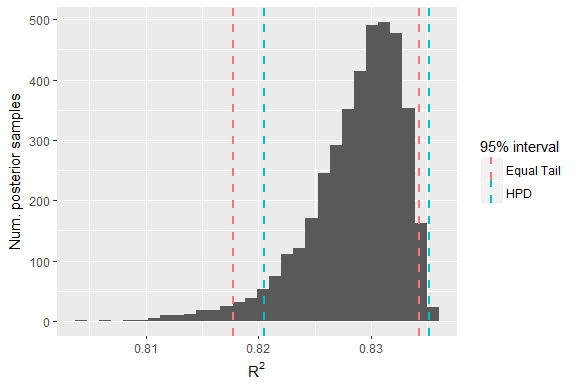 500
400
300
200
100
0
Num. posterior samples
0.81
0.82
0.83
R²
95% interval
Equal Tail
HPD